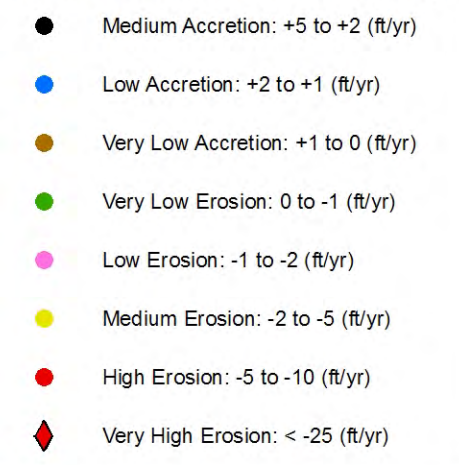 Medium Accretion: +5 to +2 (ft/yr)
Low Accretion: +2 to +1 (ft/yr)
Very Low Accretion: +1 to 0 (ft/yr)
Very Low Erosion: 0 to -1 (ft/yr)
Low Erosion: -1 to -2 (ft/yr)
Medium Erosion: -2 to -5 (ft/yr)
High Erosion: -5 to -10 (ft/yr)
Very High Erosion: < -25 (ft/yr)